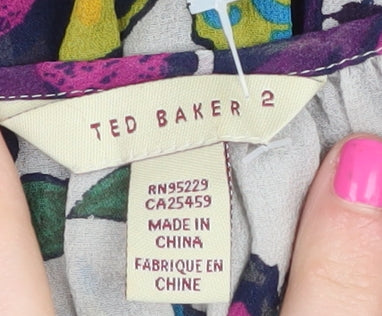 TED BAKER 2
RN95229
CA25459
MADE IN
CHINA
FABRIQUE EN
CHINE